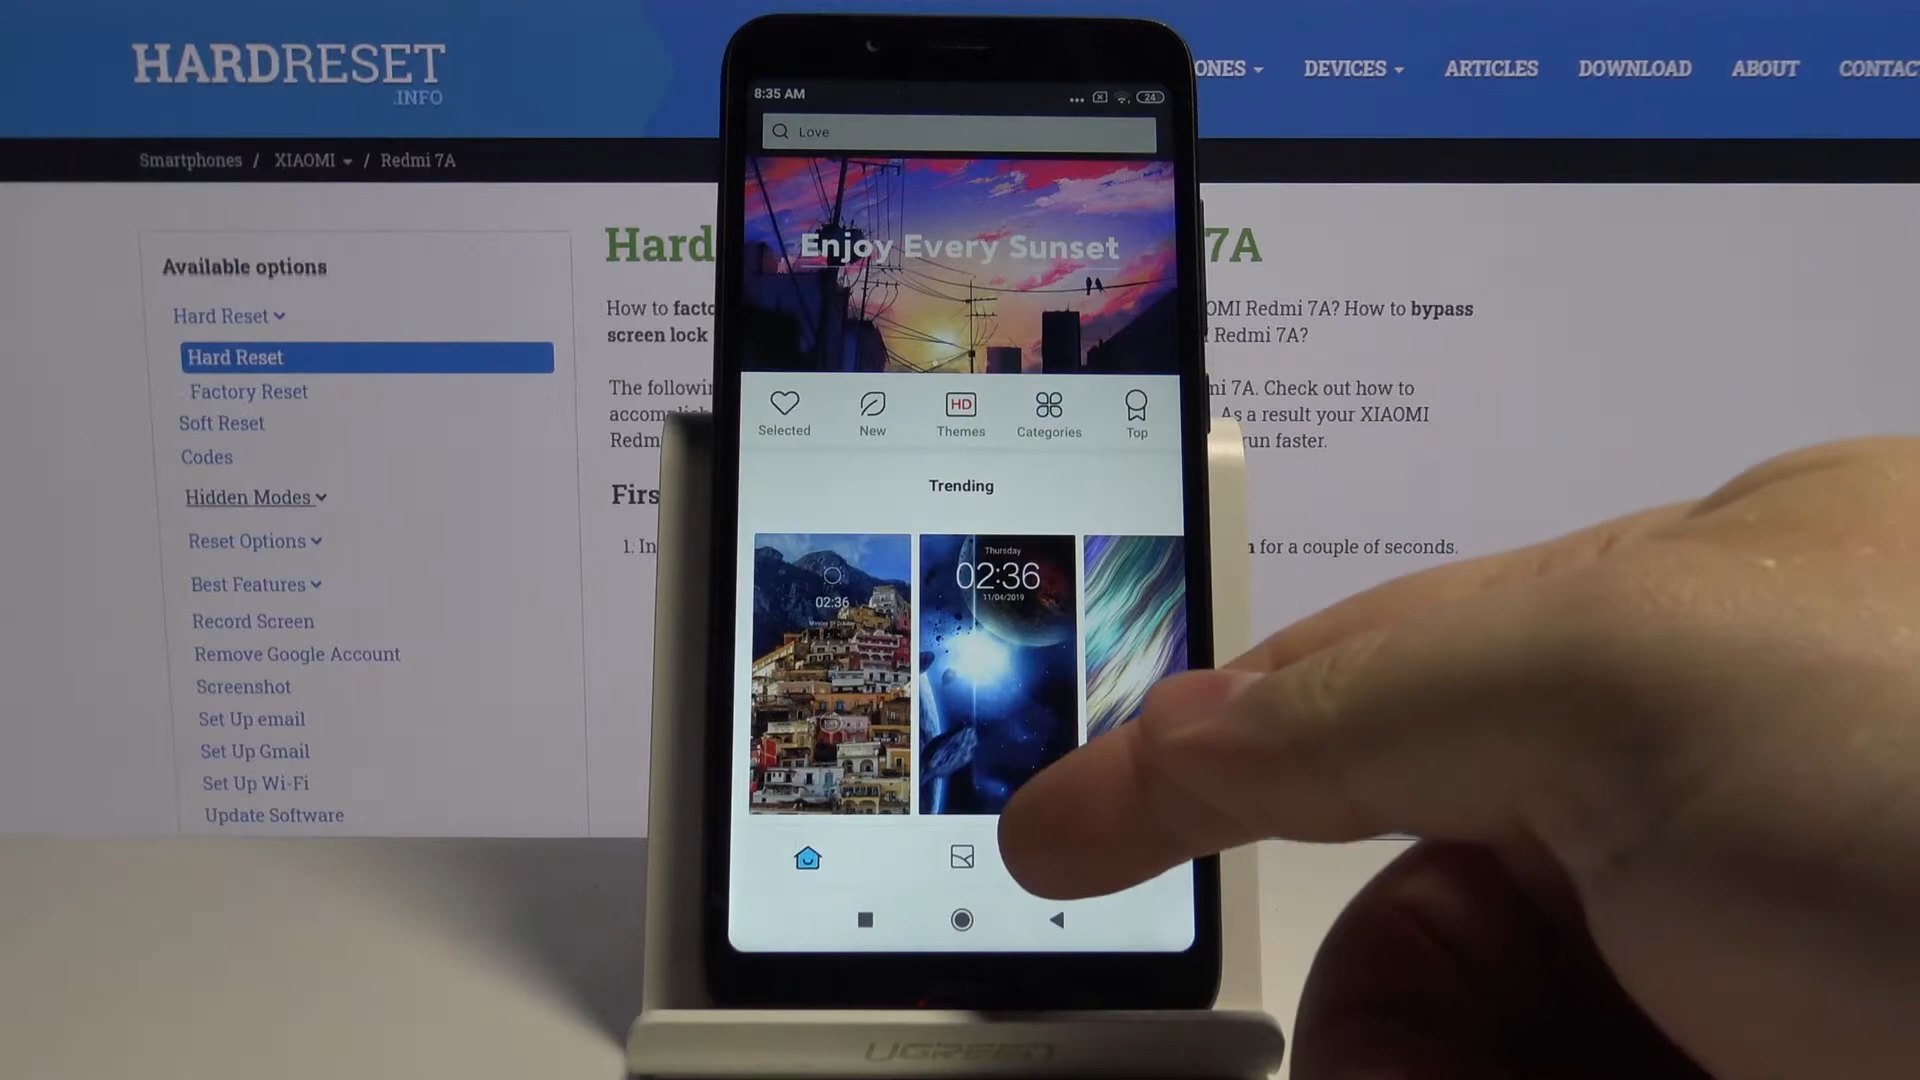 HARDRESET
.INFO
ONES
DEVICES
ARTICLES
DOWNLOAD
ABOUT
CONTAC
Smartphones / XIAOMI / Redmi 7A
Available options
Hard Reset
Hard Reset
Factory Reset
Soft Reset
Codes
Hidden Modes
Reset Options
Best Features
Record Screen
Remove Google Account
Screenshot
Set Up email
Set Up Gmail
Set Up Wi-Fi
Update Software
Hard
7A
How to facto
OMI Redmi 7A? How to bypass
screen lock
Redmi 7A?
The followin
mi 7A. Check out how to
accomplis
As a result your XIAOMI
Redm
run faster.
Firs
1. In
n for a couple of seconds.
8:35 AM
24
Love
Enjoy Every Sunset
Selected
New
HD
Themes
Categories
Top
Trending
02:36
Thursday
02:36
11/04/2019
UGREEN